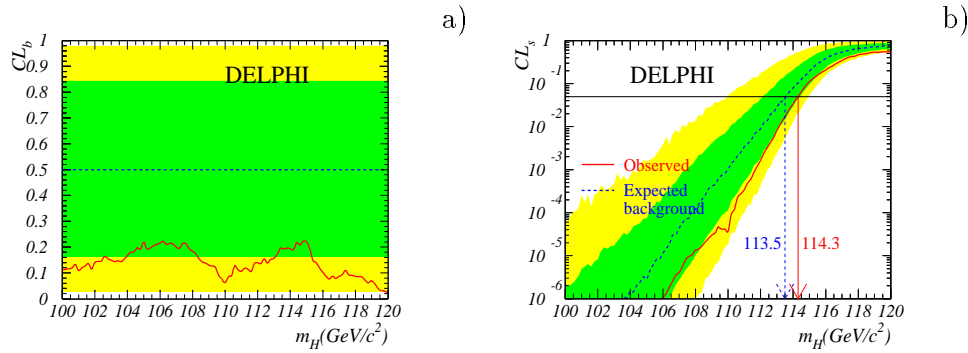 a)
CL_b
1
0.9
0.8
0.7
0.6
0.5
0.4
0.3
0.2
0.1
0
DELPHI
100 102 104 106 108 110 112 114 116 118 120
m_H(GeV/c²)
b)
CL_s
1
10⁻¹
10⁻²
10⁻³
10⁻⁴
10⁻⁵
10⁻⁶
DELPHI
Observed
Expected
background
113.5 114.3
100 102 104 106 108 110 112 114 116 118 120
m_H(GeV/c²)